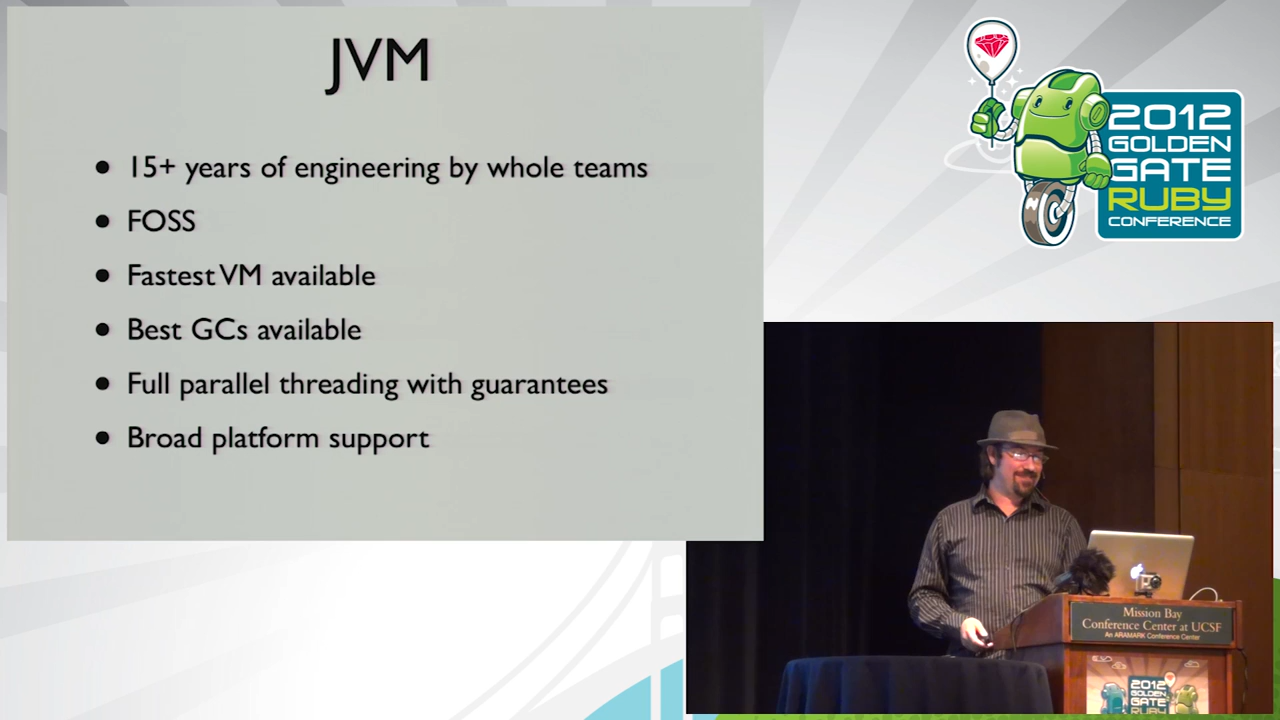 JVM
15+ years of engineering by whole teams
FOSS
Fastest VM available
Best GCs available
Full parallel threading with guarantees
Broad platform support
2012
GOLDEN
GATE
RUBY
CONFERENCE
Mission Bay
Conference Center at UCSF
An ARAMARK Conference Center
2012
GOLDEN
GATE
RUBY